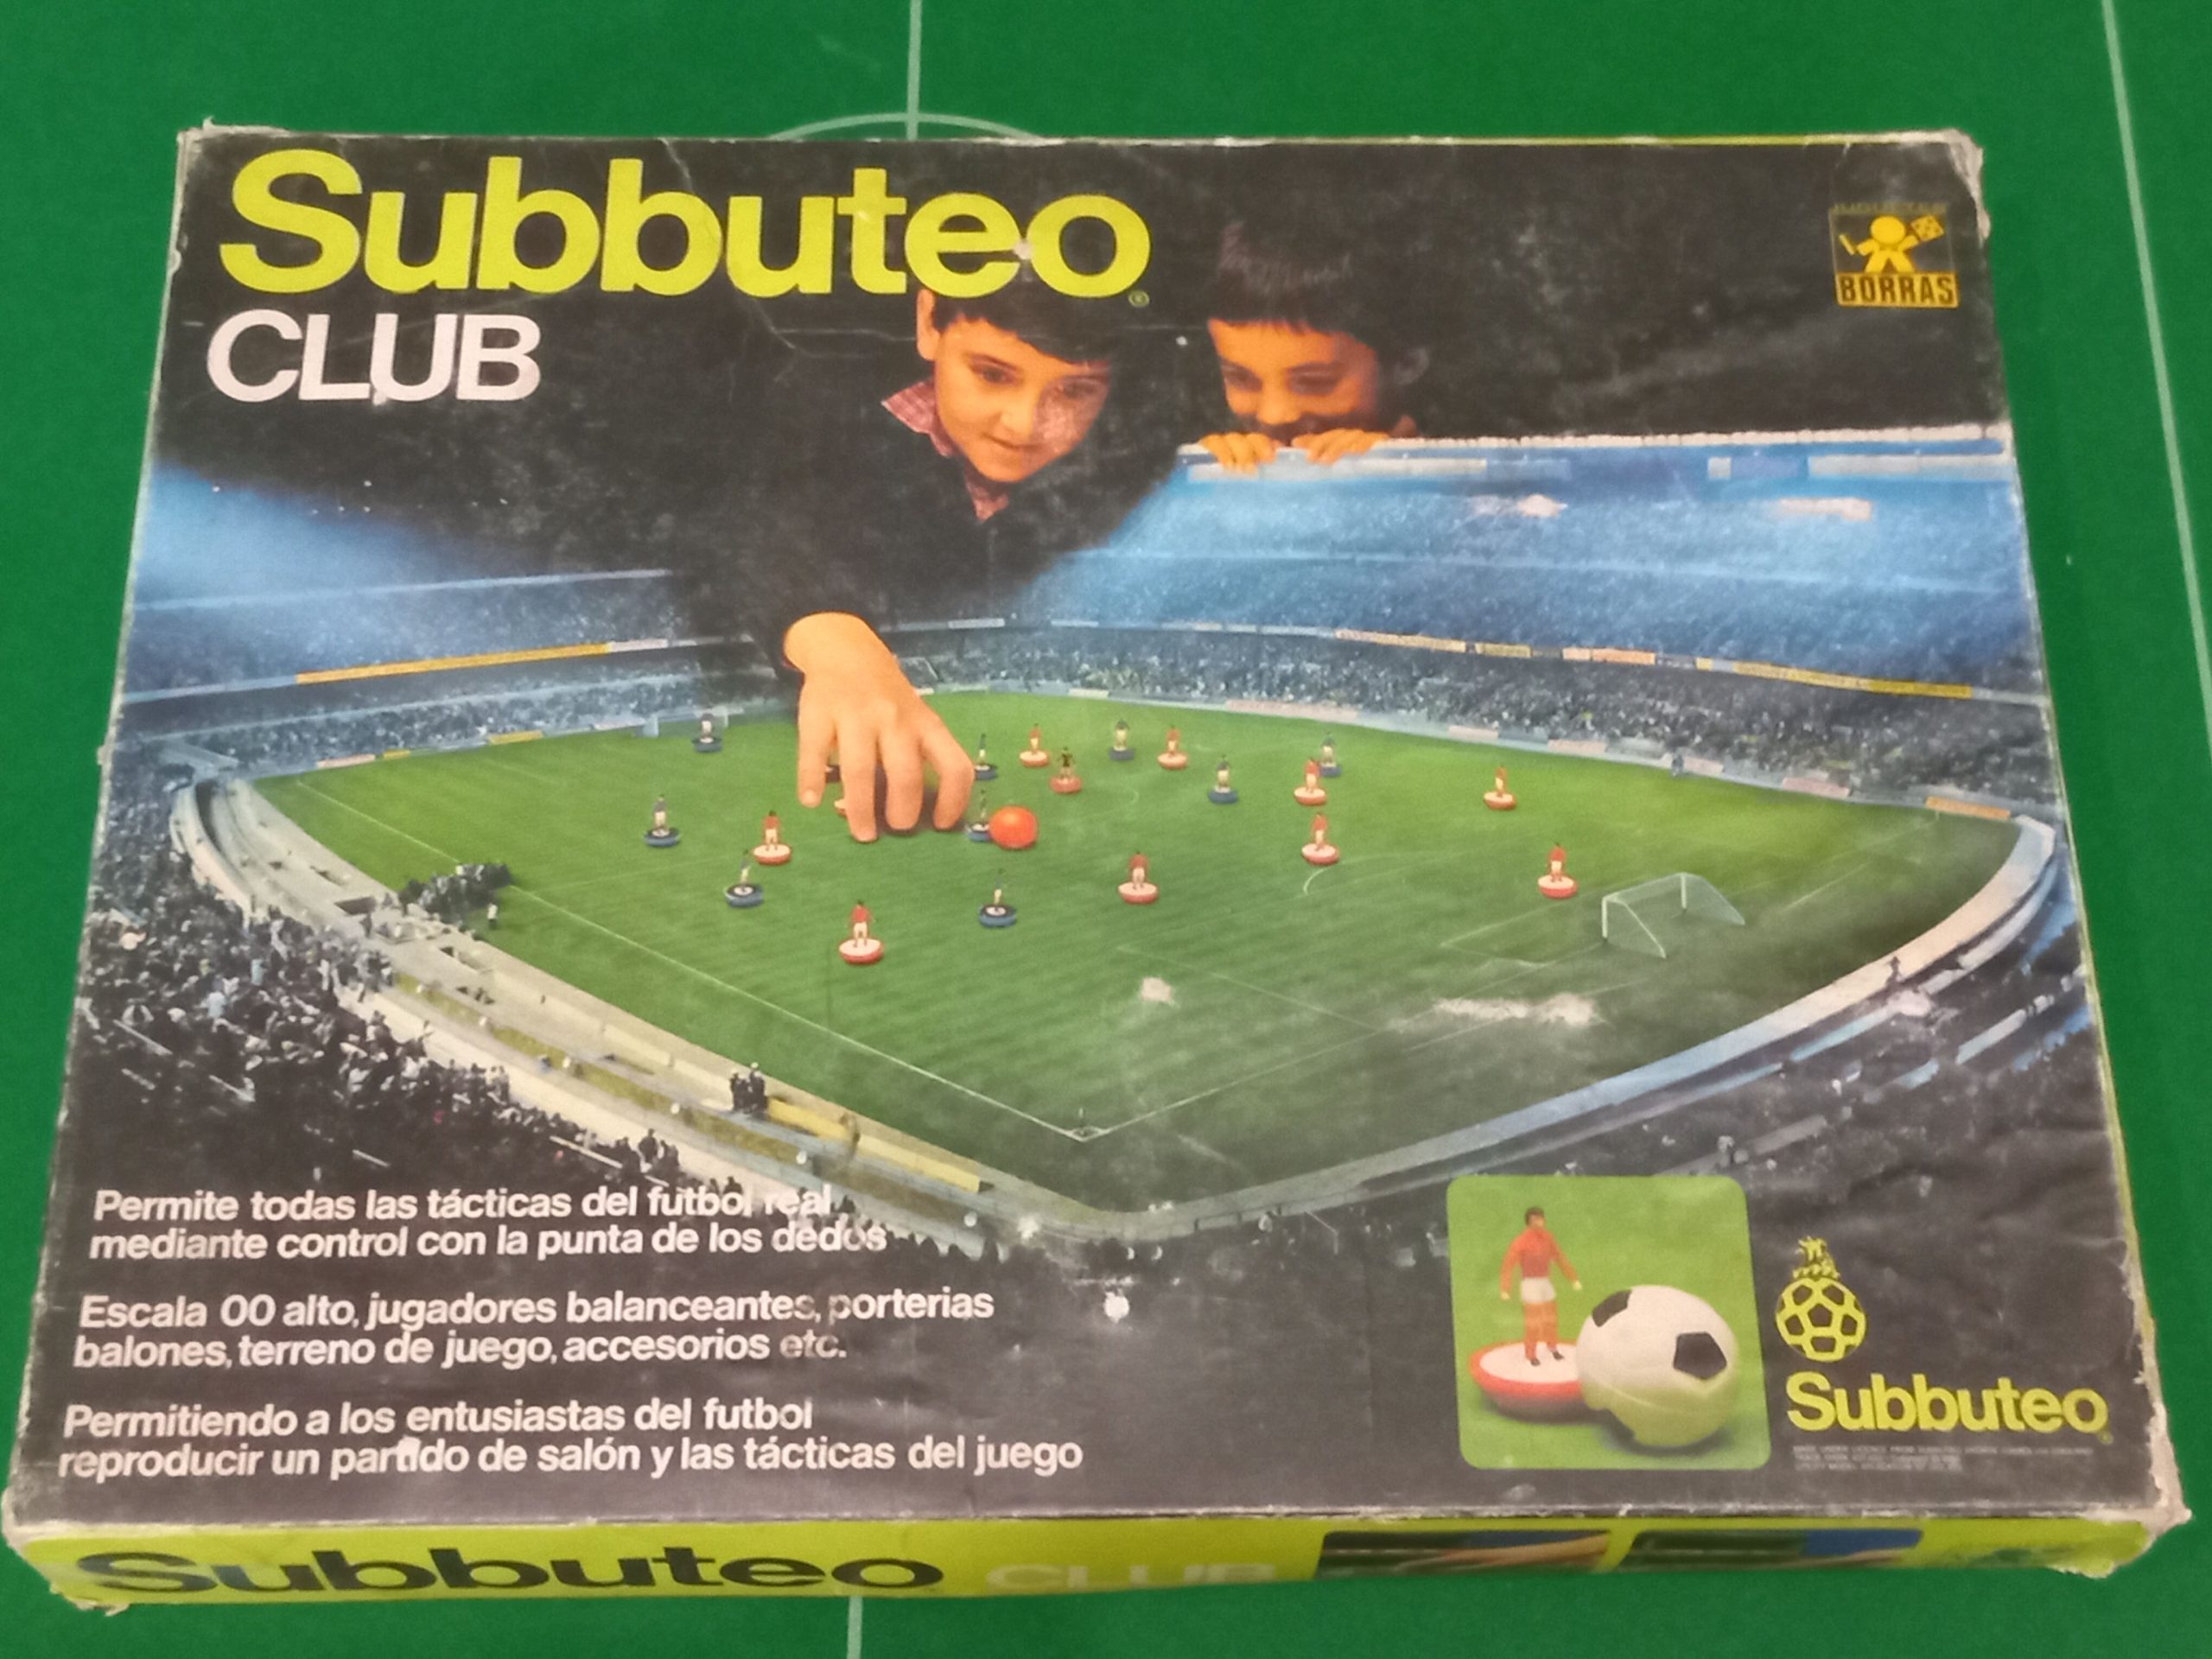 Subbuteo
CLUB
BORRAS
Permite todas las tácticas del futbol real
mediante control con la punta de los dedos
Escala 00 alto, jugadores balanceantes, porterias
balones, terreno de juego, accesorios etc.
Permitiendo a los entusiastas del futbol
reproducir un partido de salón y las tácticas del juego
Subbuteo
Subbuteo CLUB